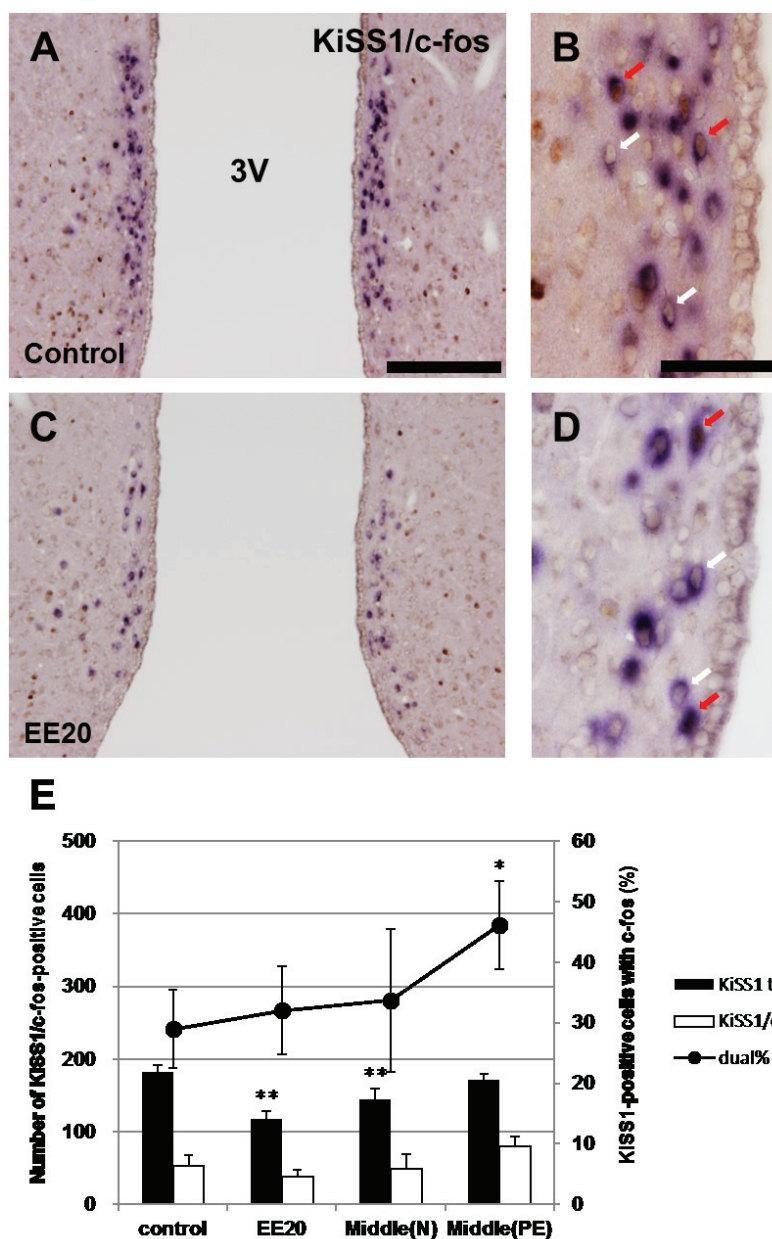 A
KiSS1/c-fos
B
3V
Control
C
D
EE20
E
Number of KiSS1/c-fos-positive cells
500
400
300
200
100
0
KiSS1-positive cells with c-fos (%)
60
50
40
30
20
10
0
*
**
**
control
EE20
Middle(N)
Middle(PE)
KiSS1 t
KiSS1/
dual%